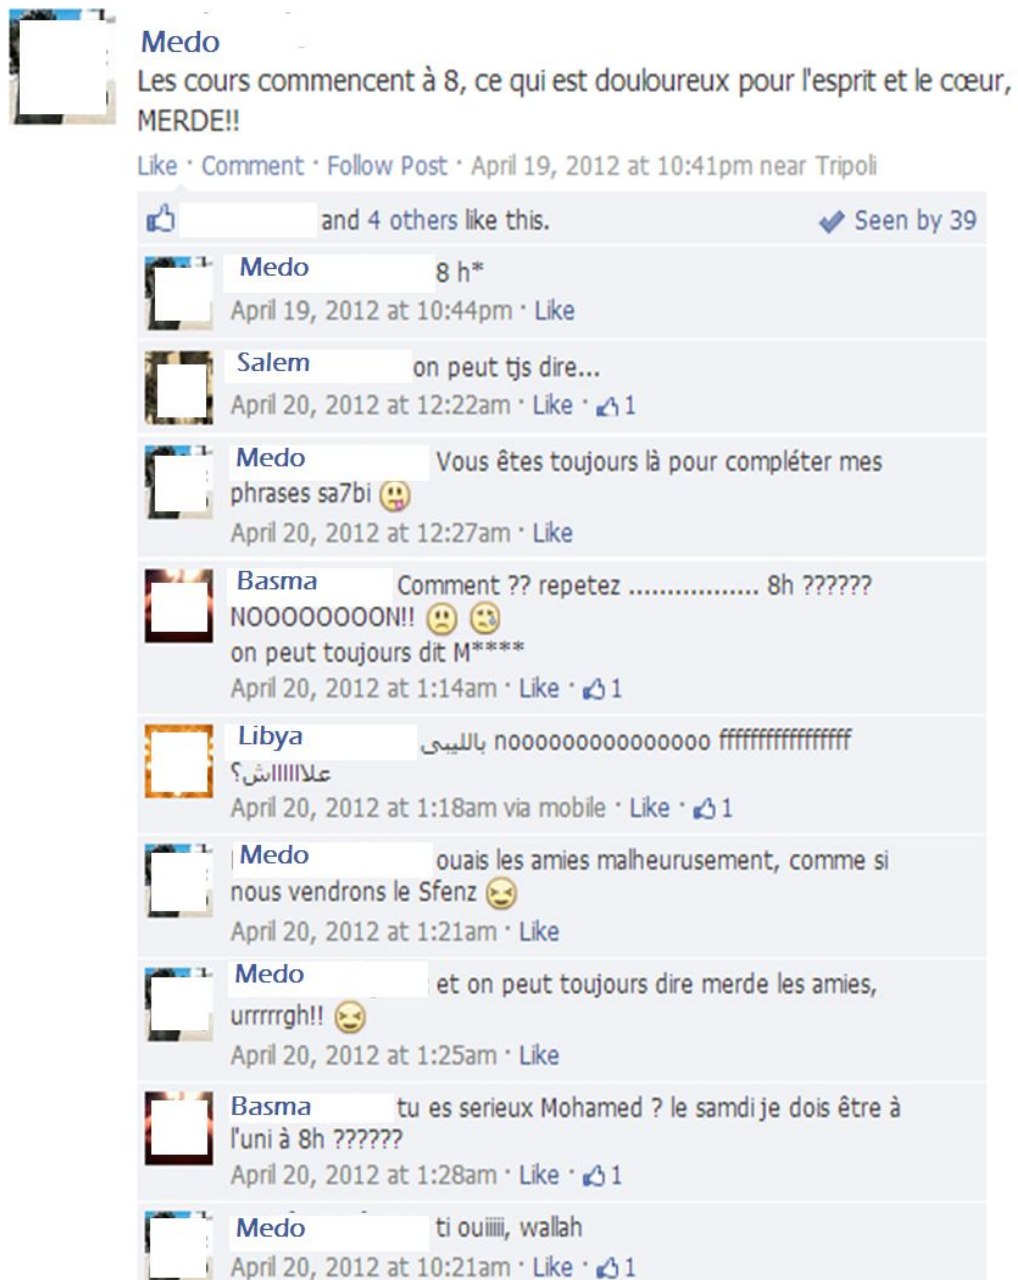 Medo
Les cours commencent à 8, ce qui est douloureux pour l'esprit et le cœur,
MERDE!!
Like · Comment · Follow Post · April 19, 2012 at 10:41pm near Tripoli
and 4 others like this. Seen by 39
Medo 8 h*
April 19, 2012 at 10:44pm · Like
Salem on peut tjs dire...
April 20, 2012 at 12:22am · Like · 1
Medo Vous êtes toujours là pour compléter mes
phrases sa7bi
April 20, 2012 at 12:27am · Like
Basma Comment ?? repetez ................. 8h ??????
NOOOOOOOON!!
on peut toujours dit M****
April 20, 2012 at 1:14am · Like · 1
Libya بالليبى nooooooooooooooo fffffffffffffffff
علاااااش؟
April 20, 2012 at 1:18am via mobile · Like · 1
Medo ouais les amies malheurusement, comme si
nous vendrons le Sfenz
April 20, 2012 at 1:21am · Like
Medo et on peut toujours dire merde les amies,
urrrrrgh!!
April 20, 2012 at 1:25am · Like
Basma tu es serieux Mohamed ? le samdi je dois être à
l'uni à 8h ??????
April 20, 2012 at 1:28am · Like · 1
Medo ti ouiiiii, wallah
April 20, 2012 at 10:21am · Like · 1